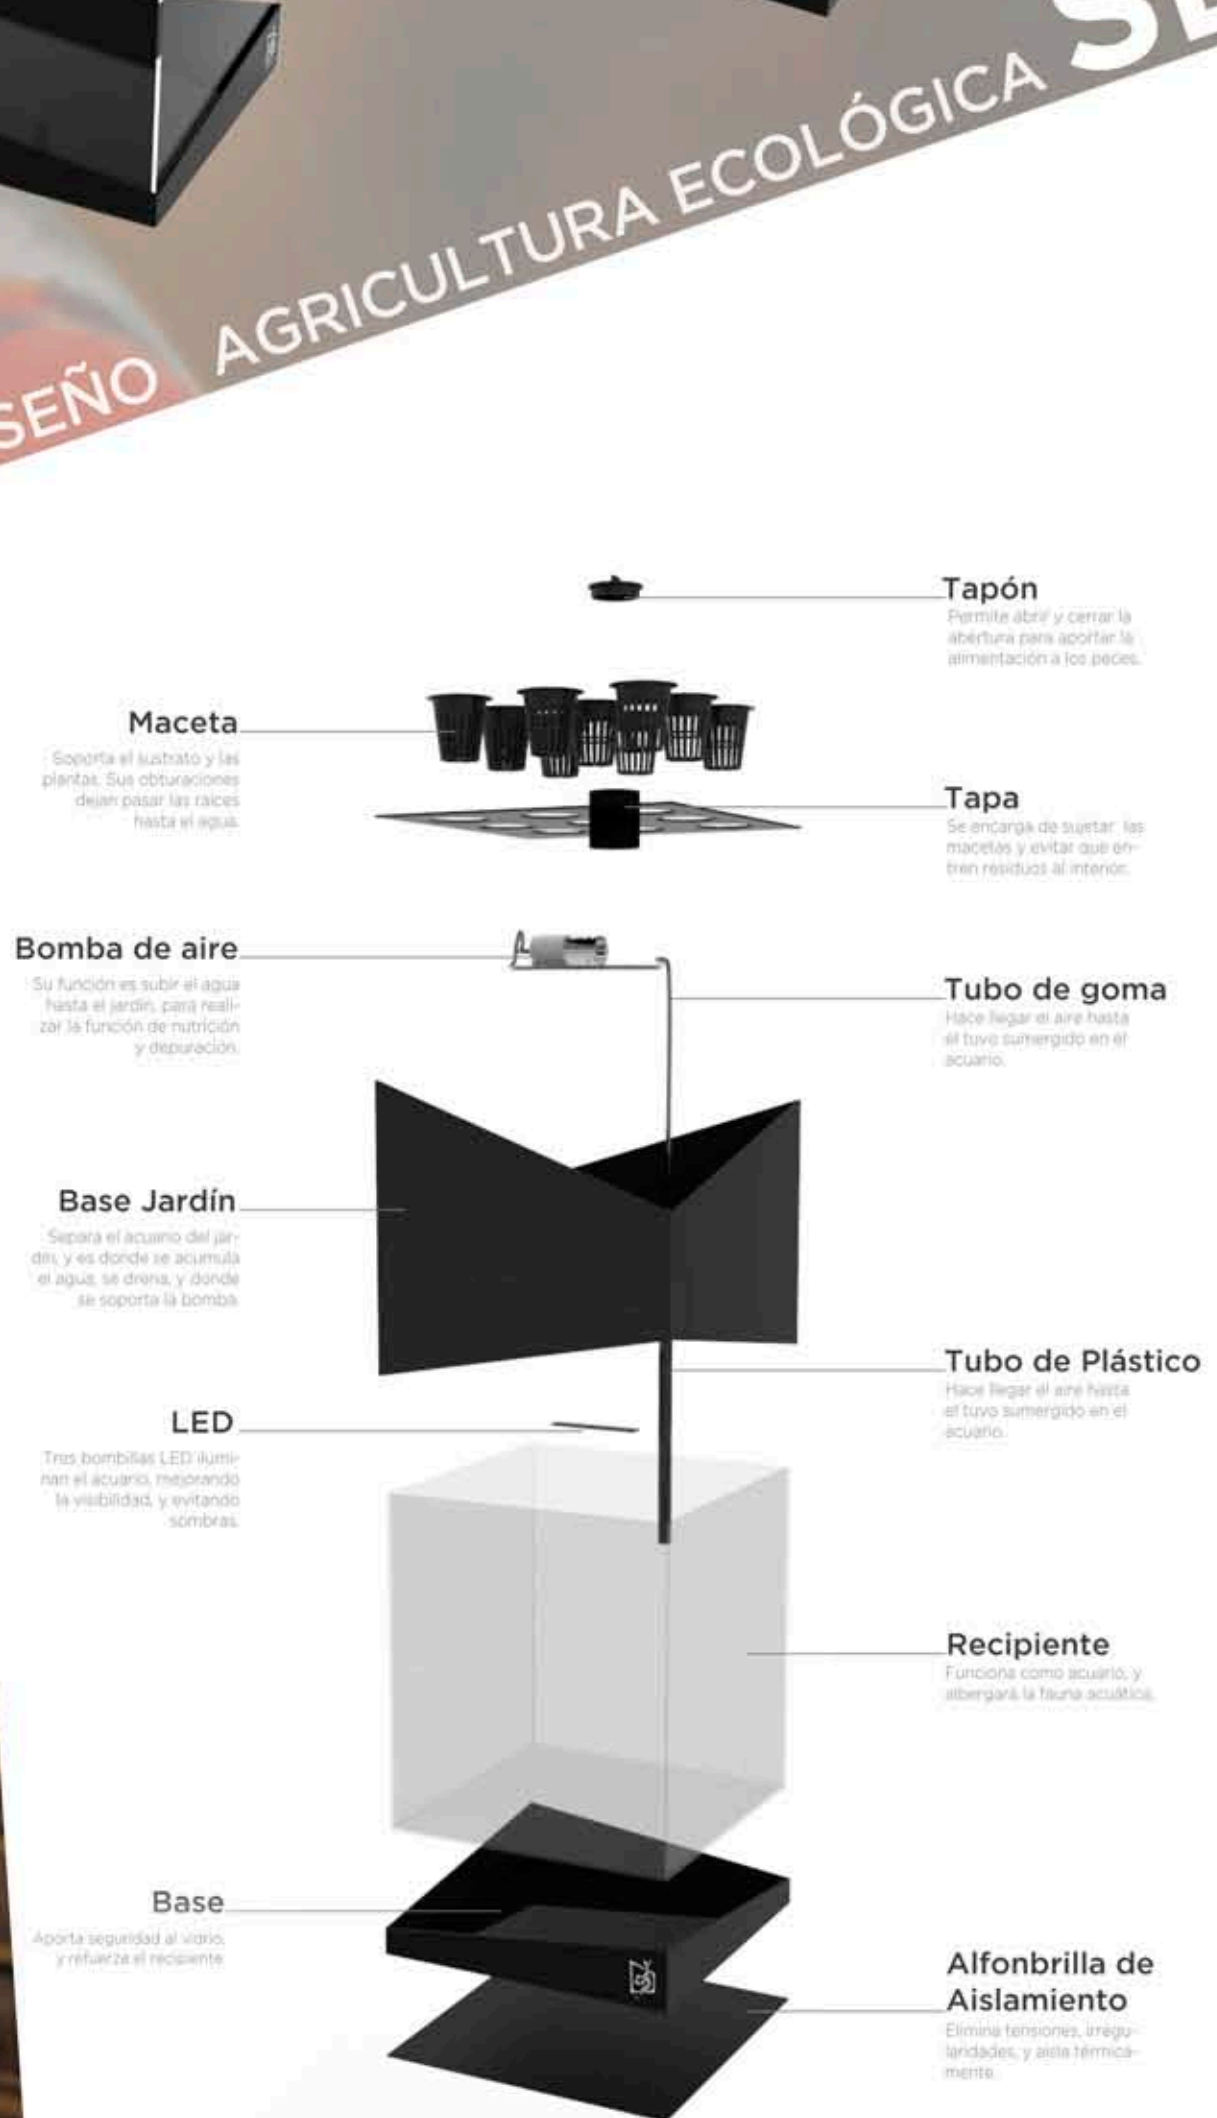 AGRICULTURA ECOLÓGICA
SEÑO
Tapón
Permite abrir y cerrar la
abertura para aportar la
alimentación a los peces.
Maceta
Soporta el sustrato y las
plantas. Sus obturaciones
dejan pasar las raíces
hasta el agua.
Tapa
Se encarga de sujetar las
macetas y evitar que en-
tren residuos al interior.
Bomba de aire
Su función es subir el agua
hasta el jardín, para reali-
zar la función de nutrición
y depuración.
Tubo de goma
Hace llegar el aire hasta
el tuvo sumergido en el
acuario.
Base Jardín
Separa el acuario del jar-
dín, y es donde se acumula
el agua, se drena, y donde
se soporta la bomba.
Tubo de Plástico
Hace llegar el aire hasta
el tuvo sumergido en el
acuario.
LED
Tres bombillas LED ilumi-
nan el acuario, mejorando
la visibilidad, y evitando
sombras.
Recipiente
Funciona como acuario, y
albergará la fauna acuática.
Base
Aporta seguridad al vidrio,
y refuerza el recipiente
Alfonbrilla de
Aislamiento
Elimina tensiones, irregu-
laridades, y aisla térmica-
mente.